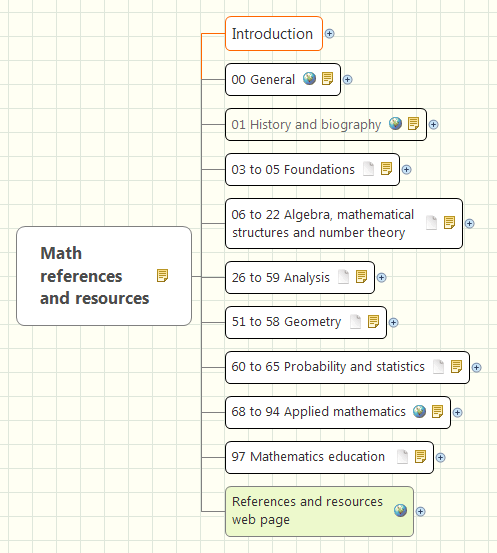 Math
references
and resources
Introduction
00 General
01 History and biography
03 to 05 Foundations
06 to 22 Algebra, mathematical
structures and number theory
26 to 59 Analysis
51 to 58 Geometry
60 to 65 Probability and statistics
68 to 94 Applied mathematics
97 Mathematics education
References and resources
web page